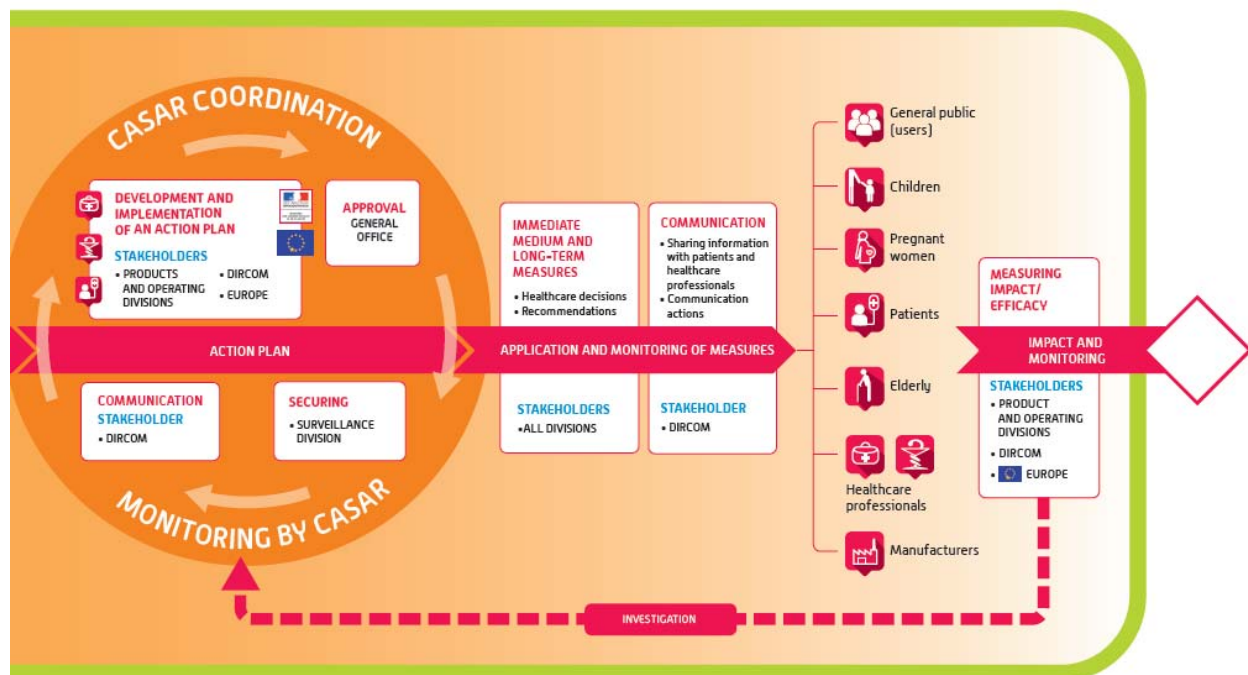 CASAR COORDINATION
DEVELOPMENT AND
IMPLEMENTATION
OF AN ACTION PLAN
STAKEHOLDERS
• PRODUCTS
AND OPERATING
DIVISIONS
• DIRCOM
• EUROPE
APPROVAL
GENERAL
OFFICE
ACTION PLAN
COMMUNICATION
STAKEHOLDER
• DIRCOM
SECURING
• SURVEILLANCE
DIVISION
MONITORING BY CASAR
IMMEDIATE
MEDIUM AND
LONG-TERM
MEASURES
• Healthcare decisions
• Recommendations
COMMUNICATION
• Sharing information
with patients and
healthcare
professionals
• Communication
actions
APPLICATION AND MONITORING OF MEASURES
STAKEHOLDERS
•ALL DIVISIONS
STAKEHOLDER
• DIRCOM
General public
(users)
Children
Pregnant
women
Patients
Elderly
Healthcare
professionals
Manufacturers
MEASURING
IMPACT/
EFFICACY
IMPACT AND
MONITORING
STAKEHOLDERS
• PRODUCT
AND OPERATING
DIVISIONS
• DIRCOM
• EUROPE
INVESTIGATION